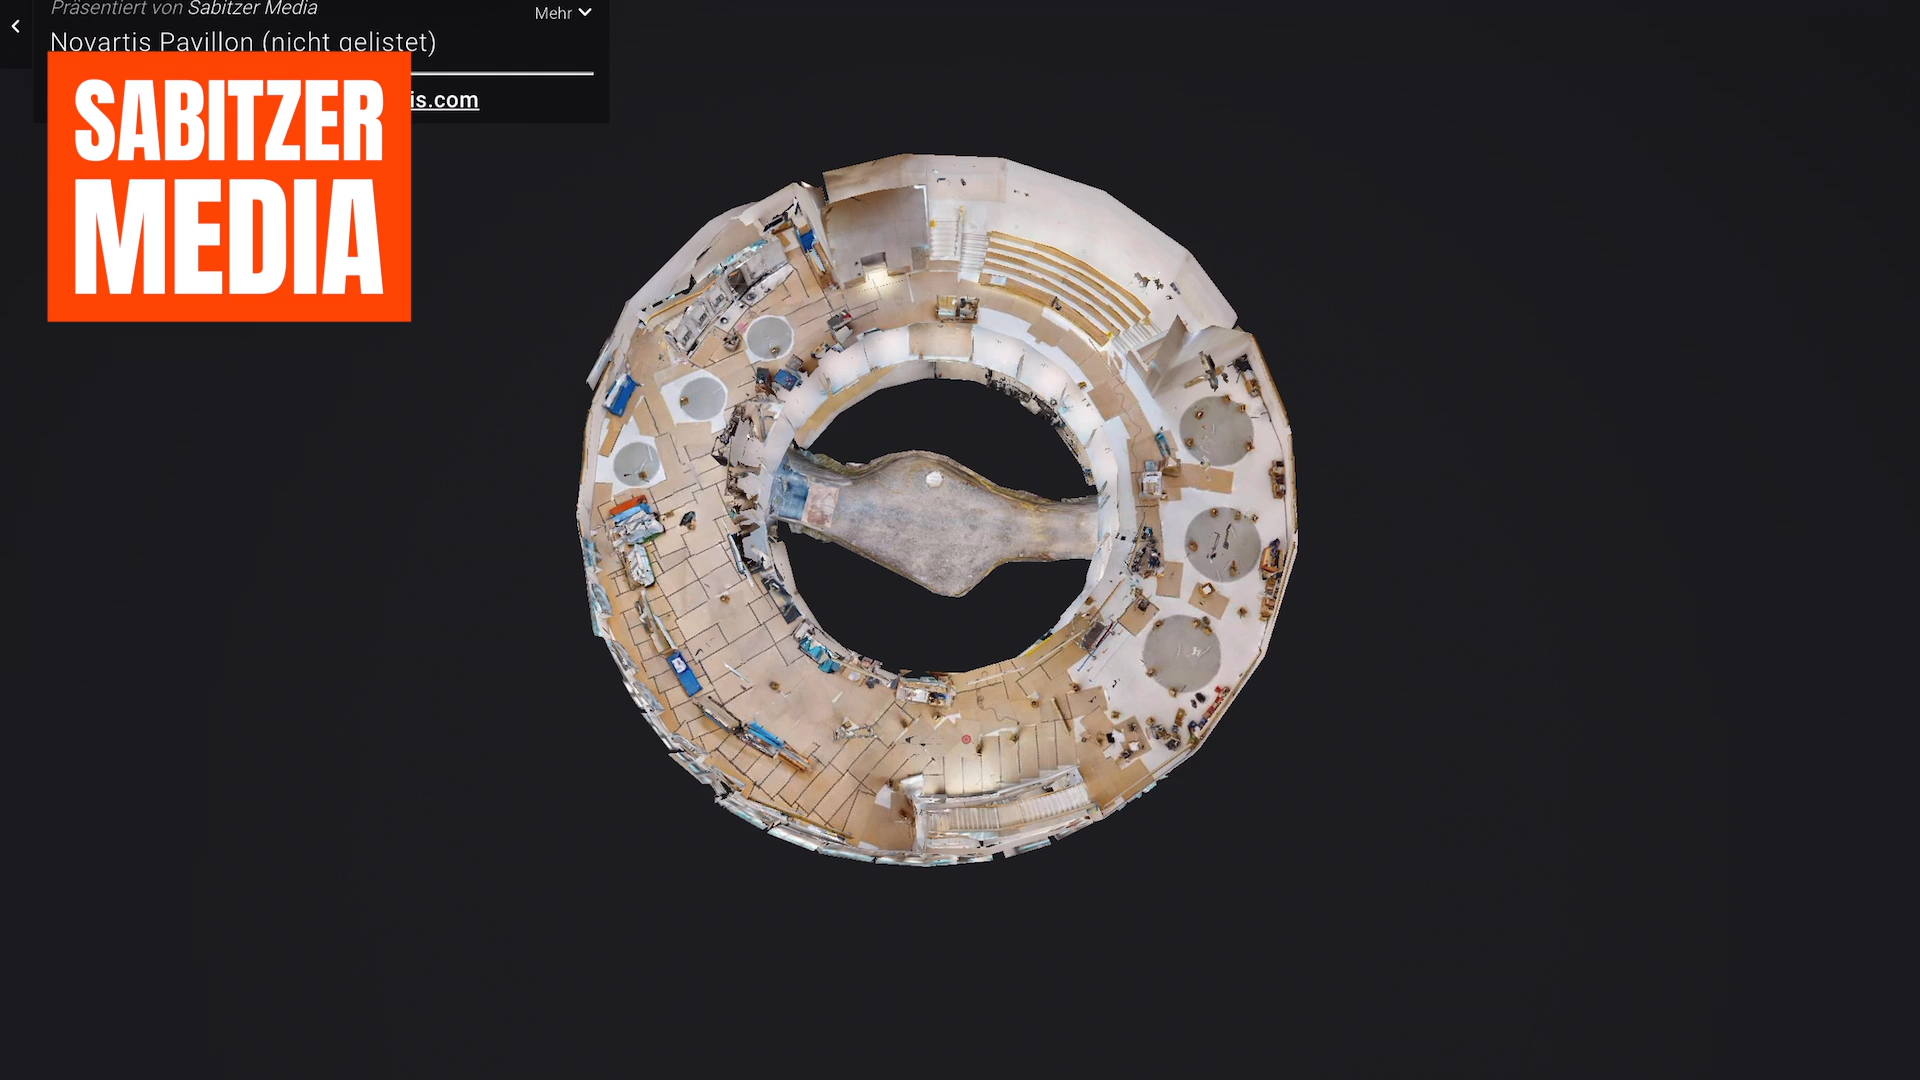 Präsentiert von Sabitzer Media
Mehr
Novartis Pavillon (nicht gelistet)
is.com
SABITZER
MEDIA